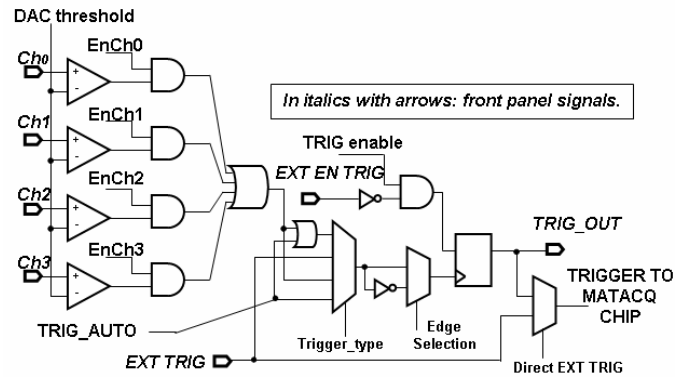 DAC threshold
Ch0
EnCh0
+
-
Ch1
EnCh1
+
-
Ch2
EnCh2
+
-
Ch3
EnCh3
+
-
In italics with arrows: front panel signals.
TRIG enable
EXT EN TRIG
TRIG_OUT
TRIGGER TO
MATACQ
CHIP
TRIG_AUTO
Trigger_type
Edge
Selection
EXT TRIG
Direct EXT TRIG